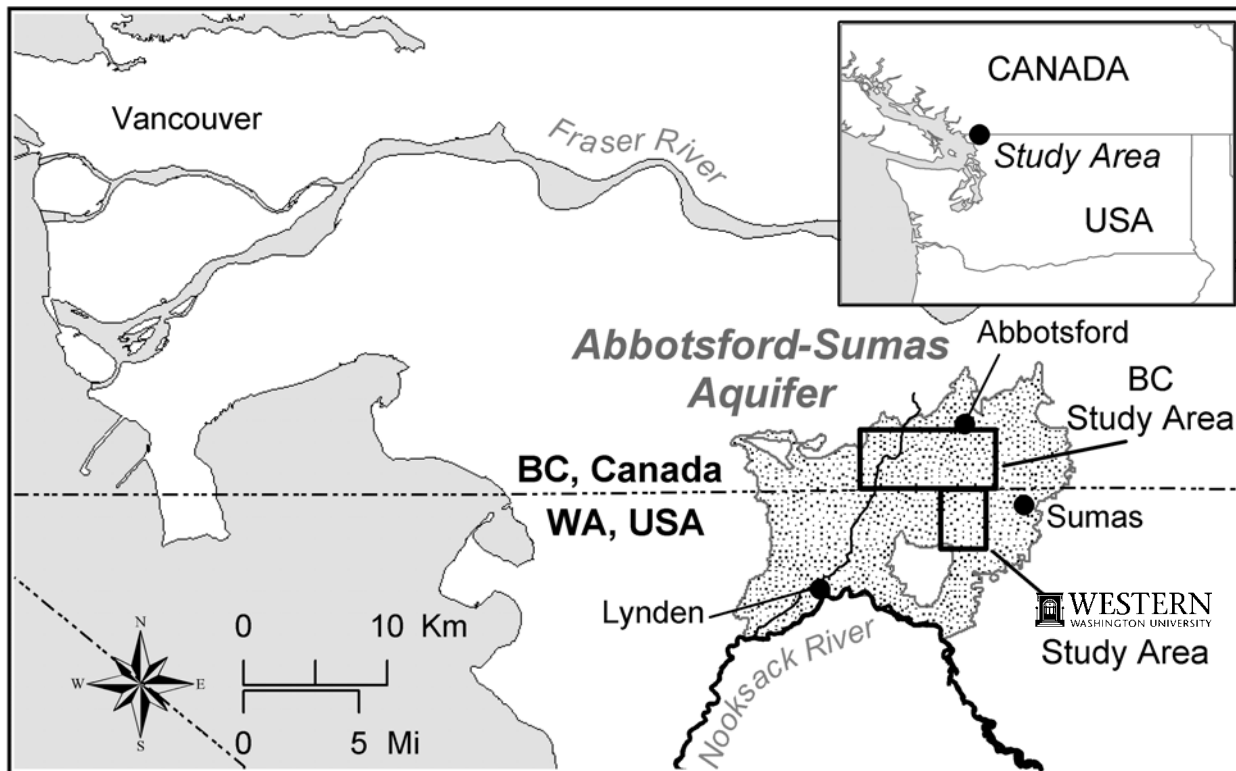 CANADA
Study Area
USA
Vancouver
Fraser River
Abbotsford-Sumas
Aquifer
Abbotsford
BC
Study Area
BC, Canada
WA, USA
Sumas
Lynden
WESTERN
WASHINGTON UNIVERSITY
Study Area
Nooksack River
N
W
E
S
0
10 Km
0
5 Mi